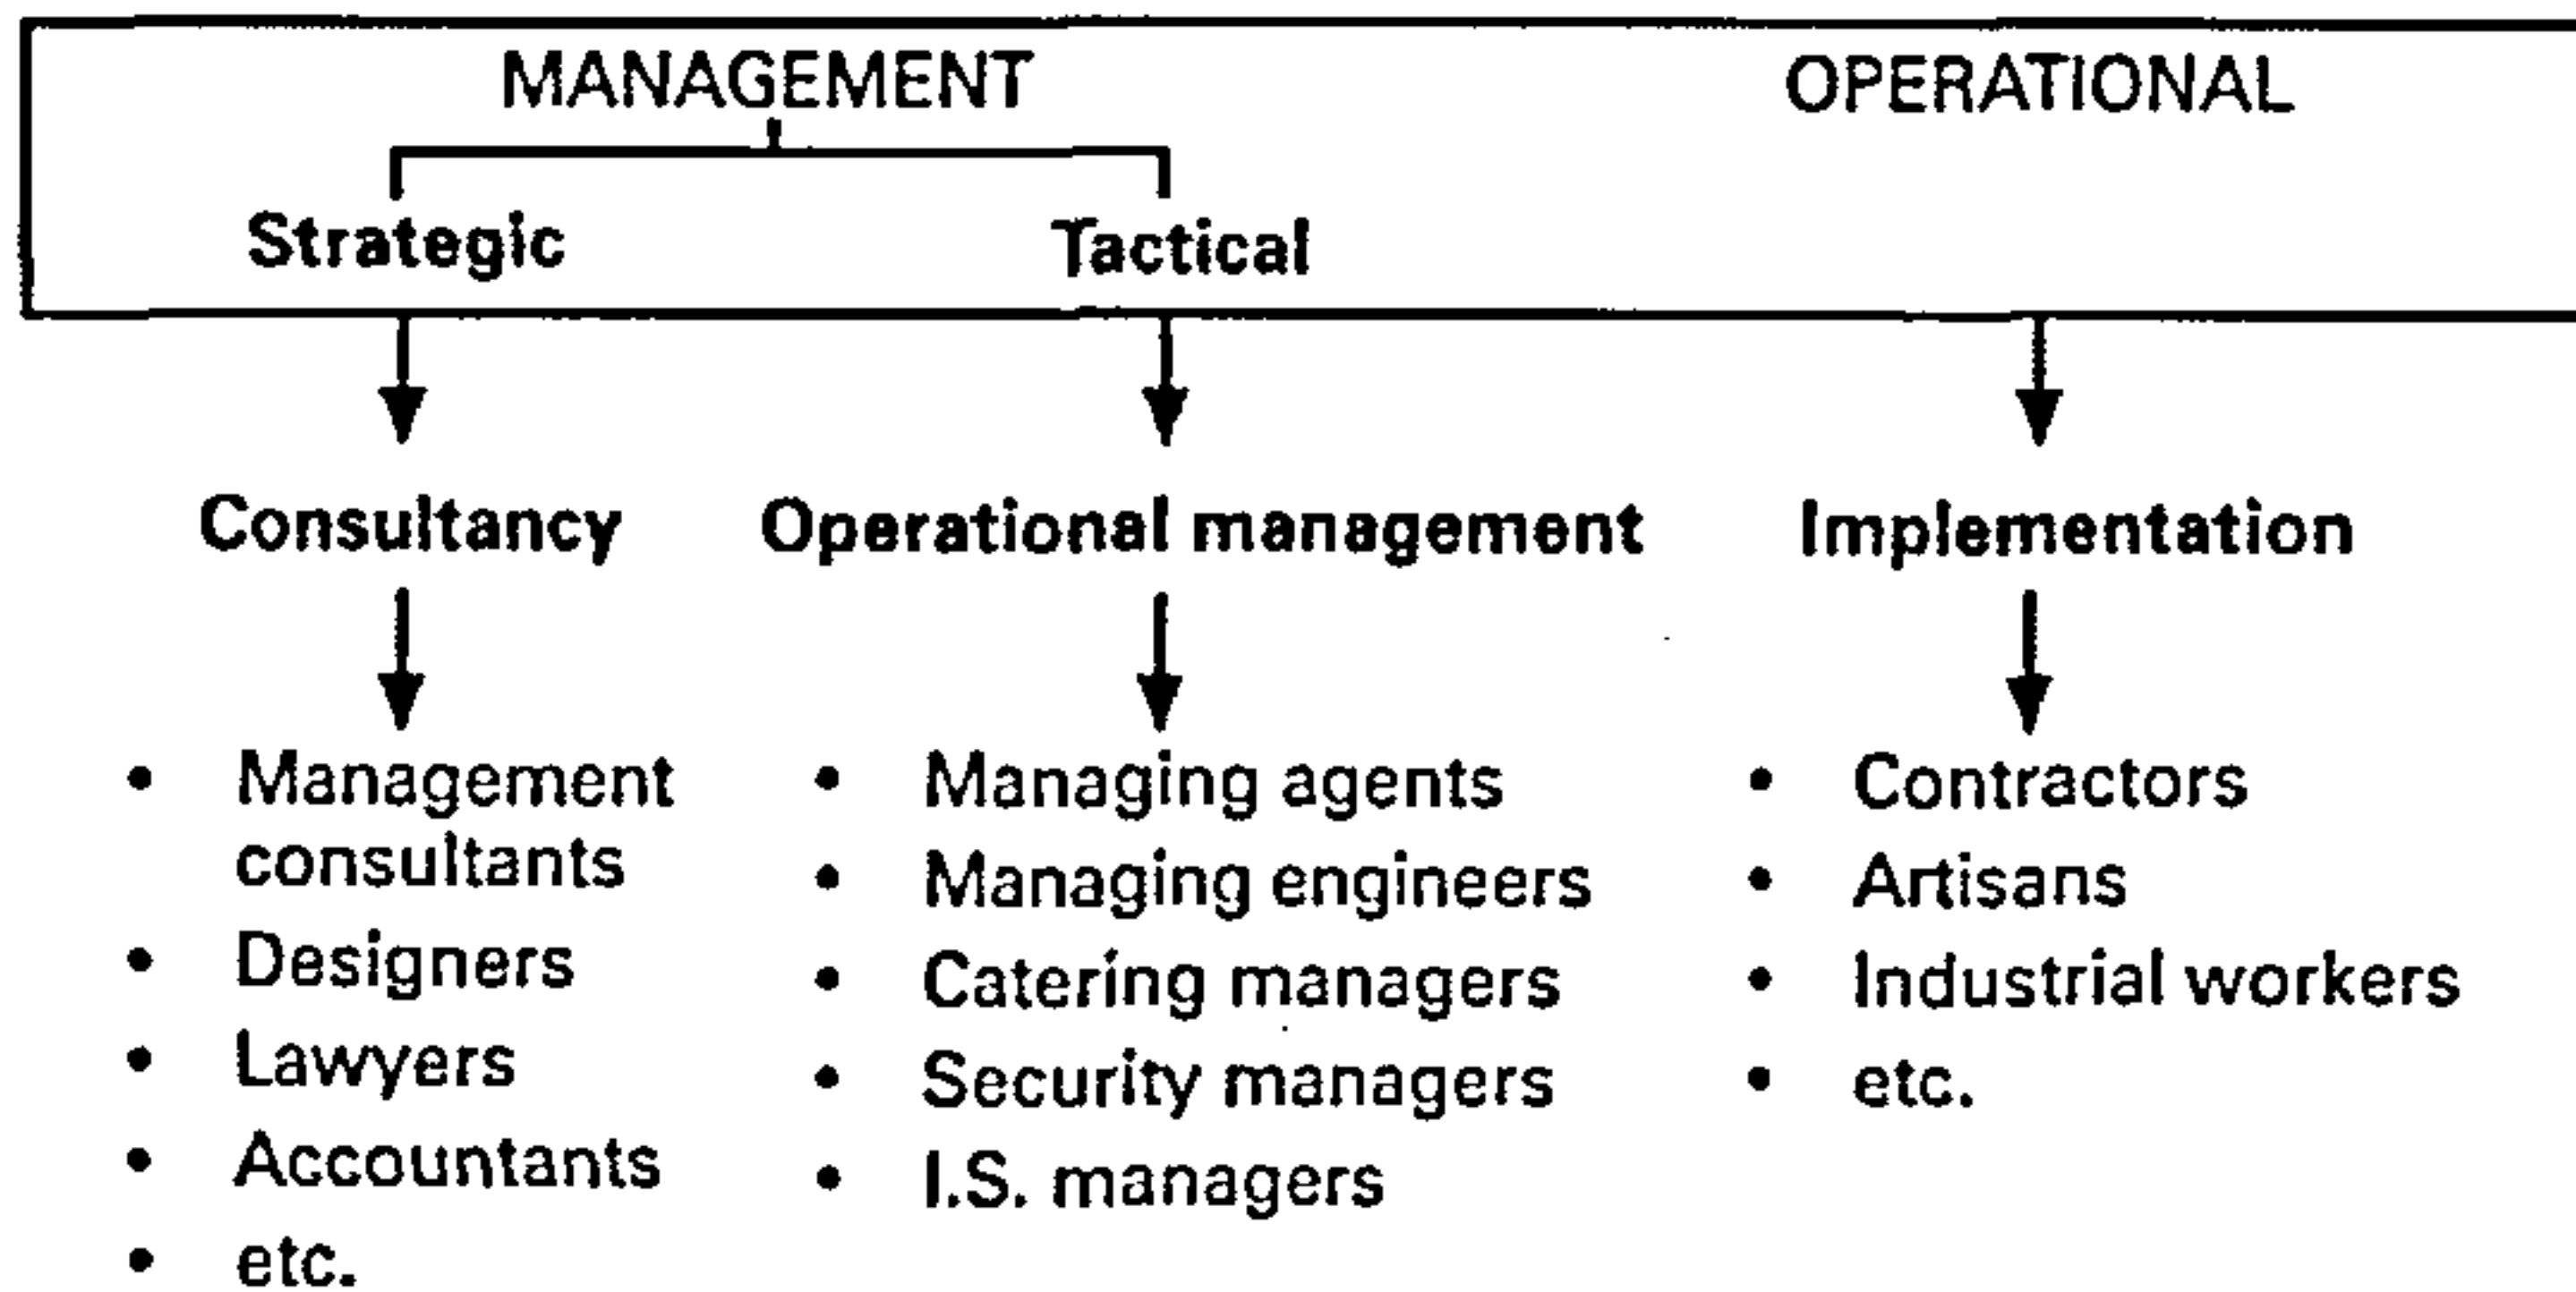 MANAGEMENT OPERATIONAL
Strategic Tactical
Consultancy Operational management Implementation
• Management
consultants
• Designers
• Lawyers
• Accountants
• etc.
• Managing agents
• Managing engineers
• Catering managers
• Security managers
• I.S. managers
• Contractors
• Artisans
• Industrial workers
• etc.